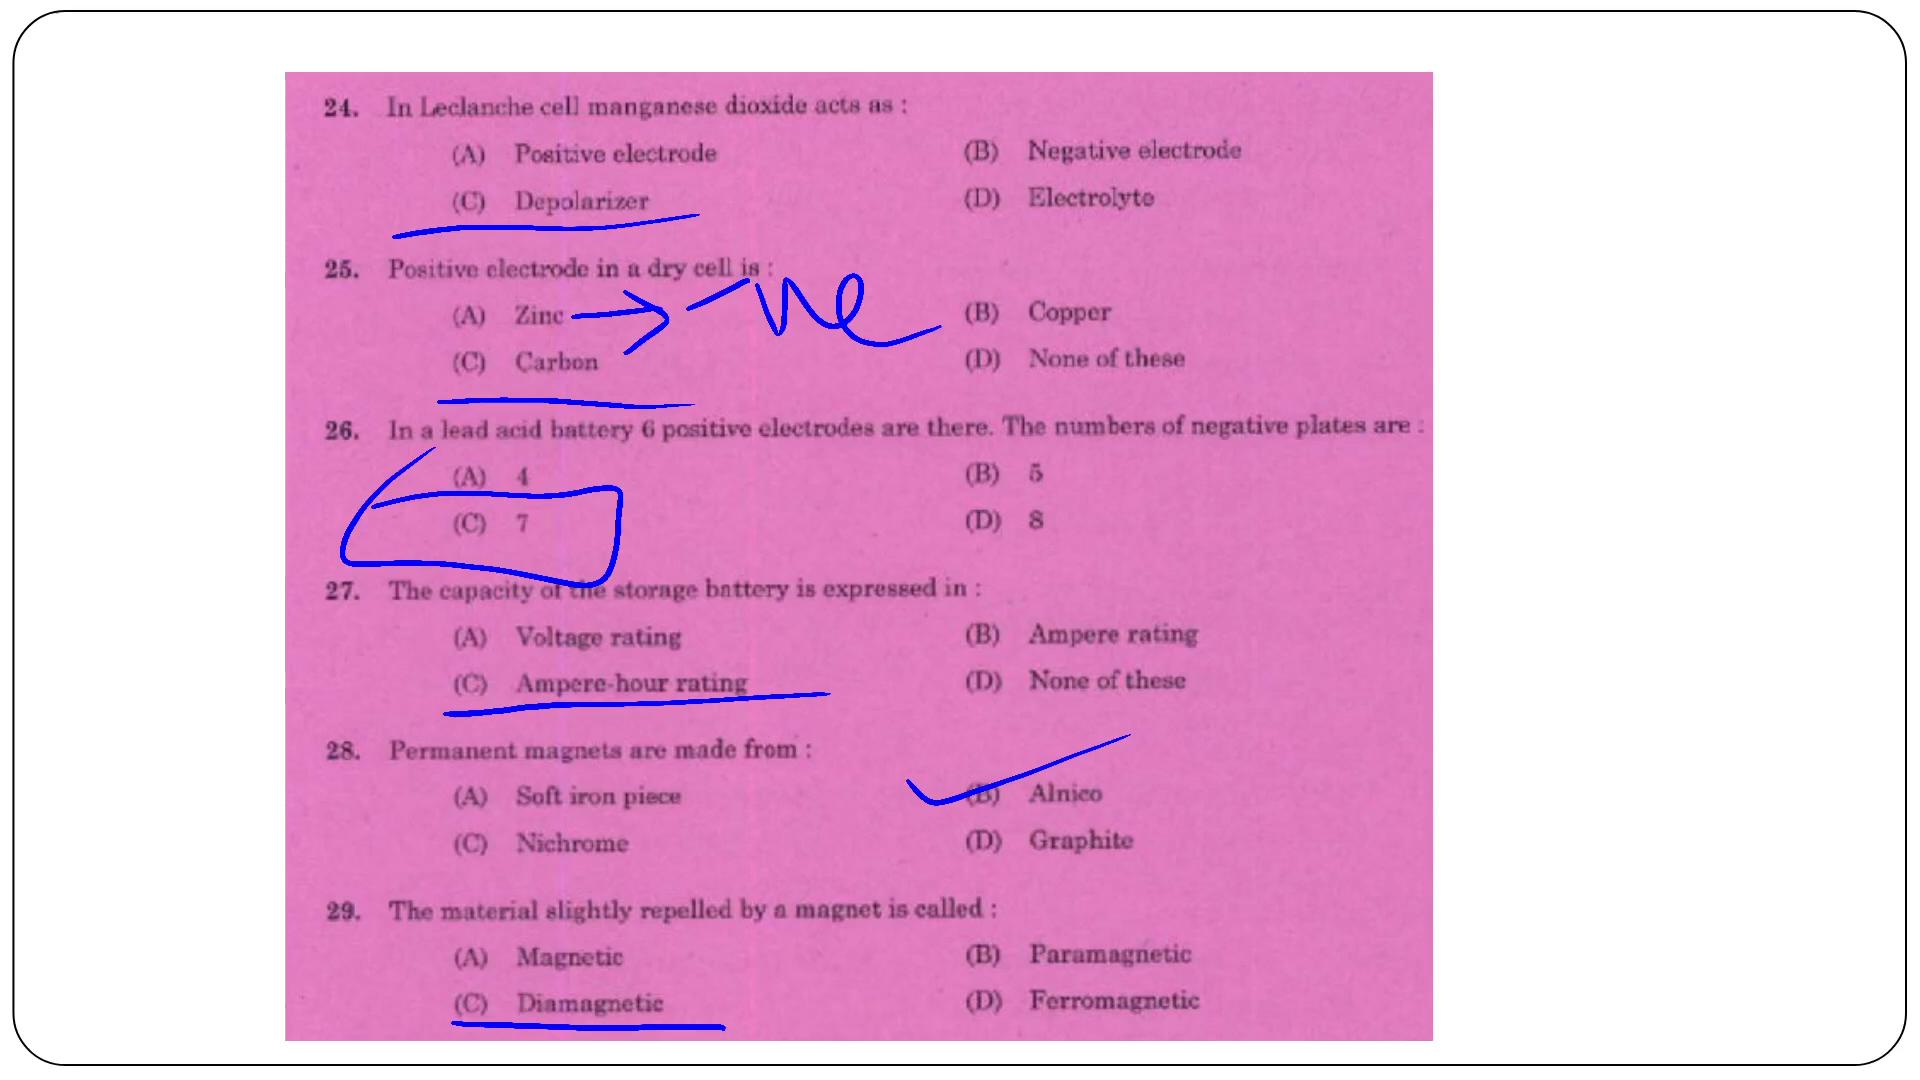 24. In Leclanche cell manganese dioxide acts as :
(A) Positive electrode (B) Negative electrode
(C) Depolarizer (D) Electrolyte
25. Positive electrode in a dry cell is :
(A) Zinc → -ve (B) Copper
(C) Carbon (D) None of these
26. In a lead acid battery 6 positive electrodes are there. The numbers of negative plates are :
(A) 4 (B) 5
(C) 7 (D) 8
27. The capacity of the storage battery is expressed in :
(A) Voltage rating (B) Ampere rating
(C) Ampere-hour rating (D) None of these
28. Permanent magnets are made from :
(A) Soft iron piece (B) Alnico
(C) Nichrome (D) Graphite
29. The material slightly repelled by a magnet is called :
(A) Magnetic (B) Paramagnetic
(C) Diamagnetic (D) Ferromagnetic